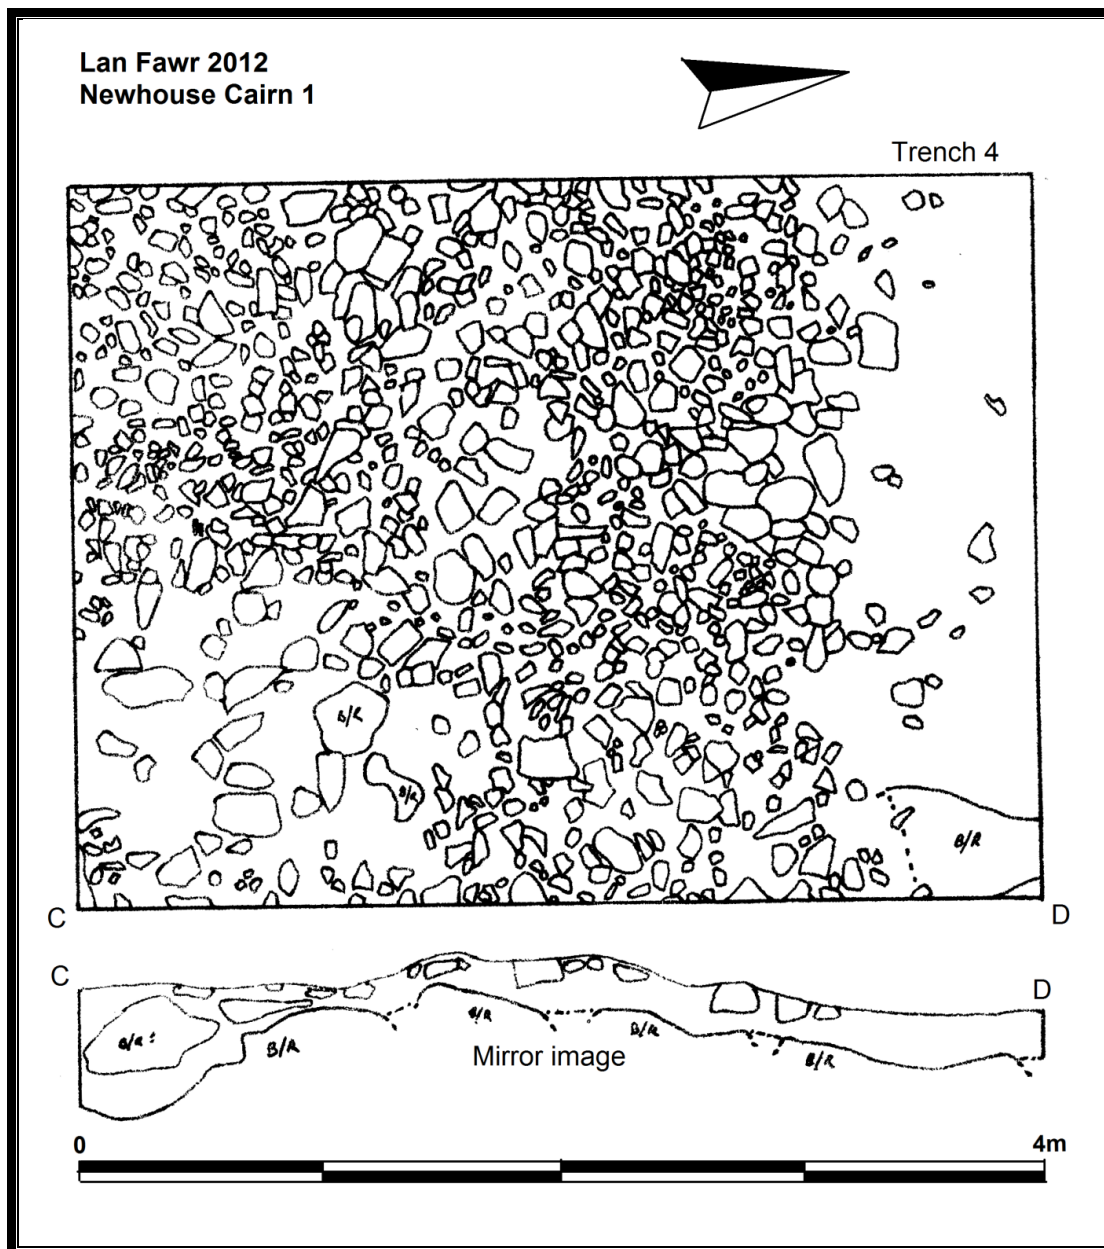 Lan Fawr 2012
Newhouse Cairn 1
Trench 4
B/R
B/R
B/R
C
D
C
D
B/R
B/R
B/R
B/R
B/R
Mirror image
0
4m